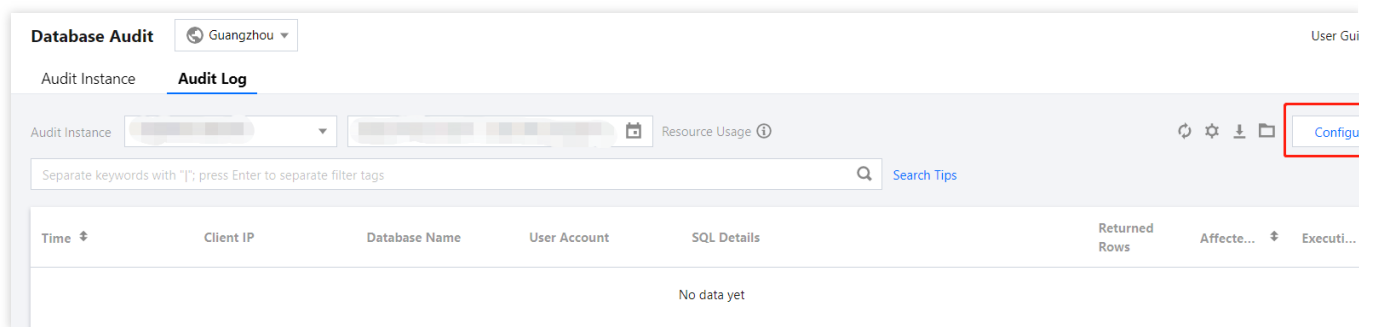 Database Audit Guangzhou User Gui
Audit Instance Audit Log
Audit Instance Resource Usage Configu
Separate keywords with "|"; press Enter to separate filter tags Search Tips
Time Client IP Database Name User Account SQL Details Returned Rows Affecte... Executi...
No data yet